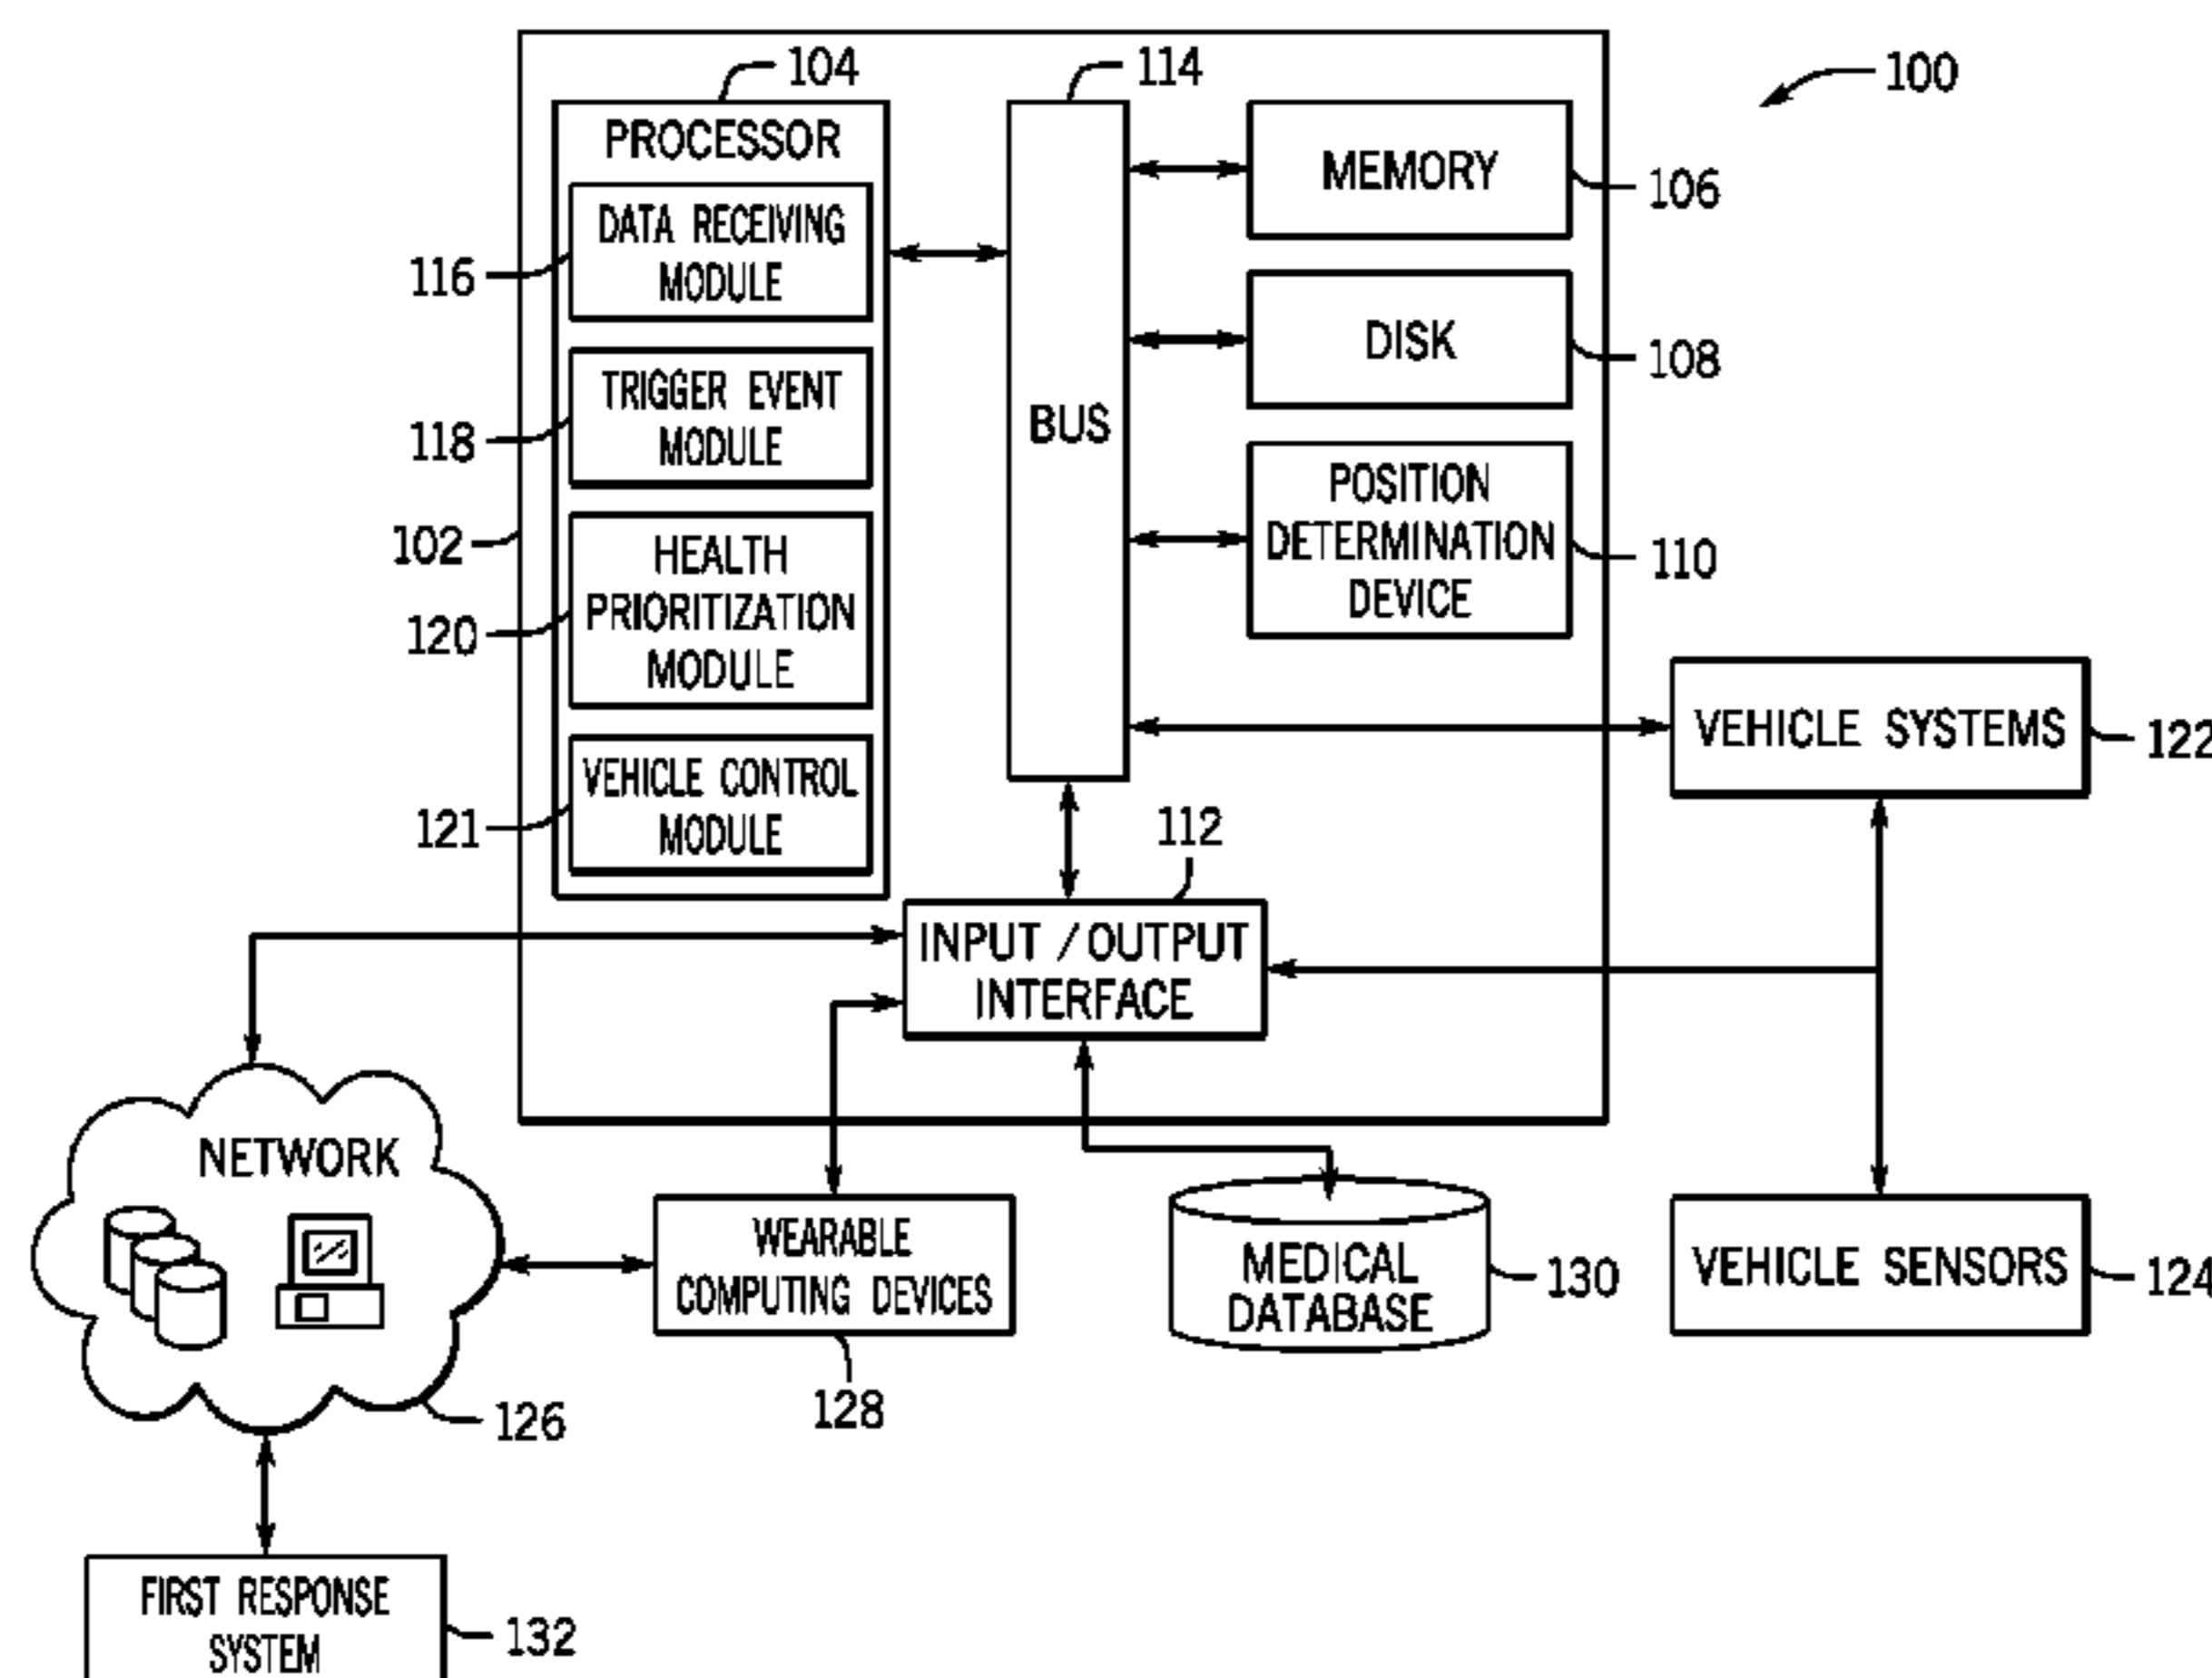 104
114
100
PROCESSOR
MEMORY
106
DATA RECEIVING
MODULE
116
DISK
108
TRIGGER EVENT
MODULE
118
BUS
POSITION
DETERMINATION
DEVICE
110
102
HEALTH
PRIORITIZATION
MODULE
120
VEHICLE SYSTEMS
122
VEHICLE CONTROL
MODULE
121
112
INPUT / OUTPUT
INTERFACE
NETWORK
WEARABLE
COMPUTING DEVICES
MEDICAL
DATABASE
130
VEHICLE SENSORS
124
128
126
FIRST RESPONSE
SYSTEM
132